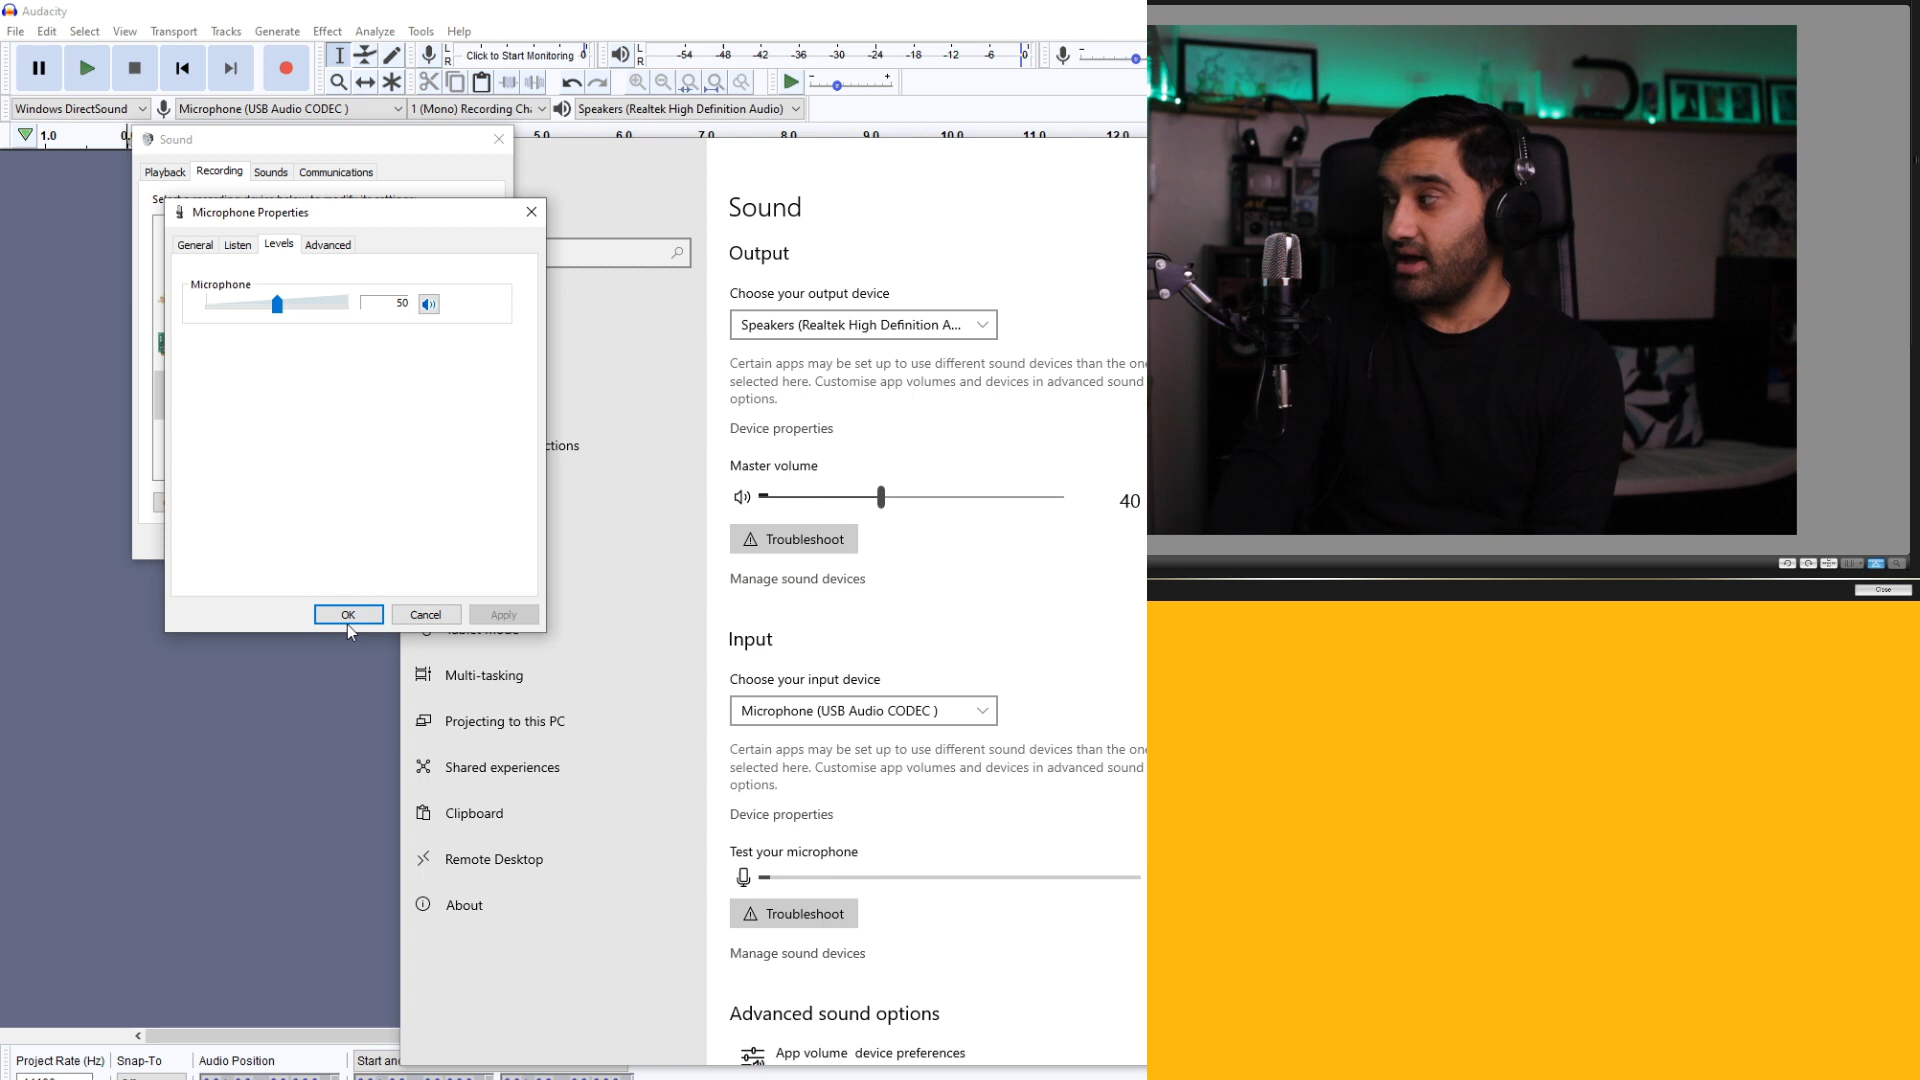 Audacity
File Edit Select View Transport Tracks Generate Effect Analyze Tools Help
L
R
Click to Start Monitoring 0
L
R
-54 -48 -42 -36 -30 -24 -18 -12 -6 0
Windows DirectSound
Microphone (USB Audio CODEC )
1 (Mono) Recording Ch
Speakers (Realtek High Definition Audio)
1.0
5.0 6.0 7.0 8.0 9.0 10.0 11.0 12.0
Sound
Playback Recording Sounds Communications
Microphone Properties
General Listen Levels Advanced
Microphone
50
OK Cancel Apply
ctions
Multi-tasking
Projecting to this PC
Shared experiences
Clipboard
Remote Desktop
About
Sound
Output
Choose your output device
Speakers (Realtek High Definition A...
Certain apps may be set up to use different sound devices than the on
selected here. Customise app volumes and devices in advanced sound
options.
Device properties
Master volume
40
Troubleshoot
Manage sound devices
Input
Choose your input device
Microphone (USB Audio CODEC )
Certain apps may be set up to use different sound devices than the on
selected here. Customise app volumes and devices in advanced sound
options.
Device properties
Test your microphone
Troubleshoot
Manage sound devices
Advanced sound options
App volume device preferences
Project Rate (Hz) Snap-To Audio Position Start an
Close